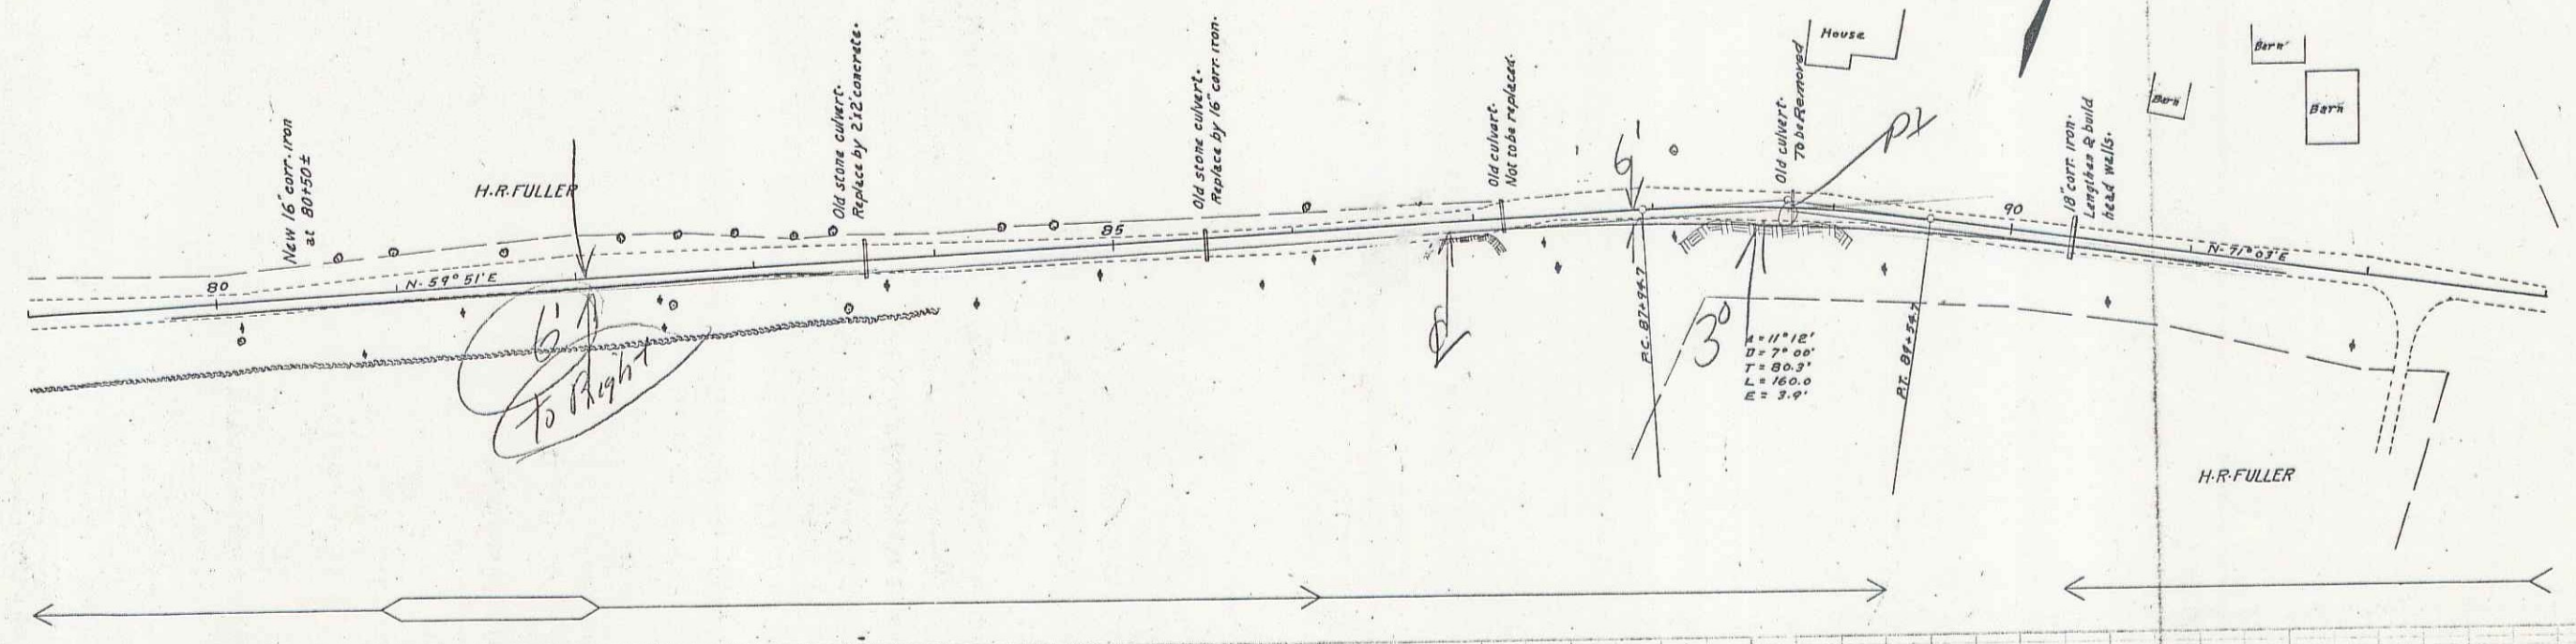 New 16" corr. iron
at 80+50±
H.R.FULLER
Old stone culvert.
Replace by 2'x2' concrete.
Old stone culvert.
Replace by 16" corr. iron.
Old culvart.
Not to be replaced.
6'
Old culvert.
To be Removed
PI
House
18" corr. iron.
Lengthen & build
head walls.
Barn
Barn
Barn
80
N-59°51'E
85
90
N-71°03'E
6'
To Right
P.C. 87+94.7
3°
Δ = 11°12'
D = 7°00'
T = 80.3'
L = 160.0
E = 3.9'
P.T. 89+54.7
H.R.FULLER